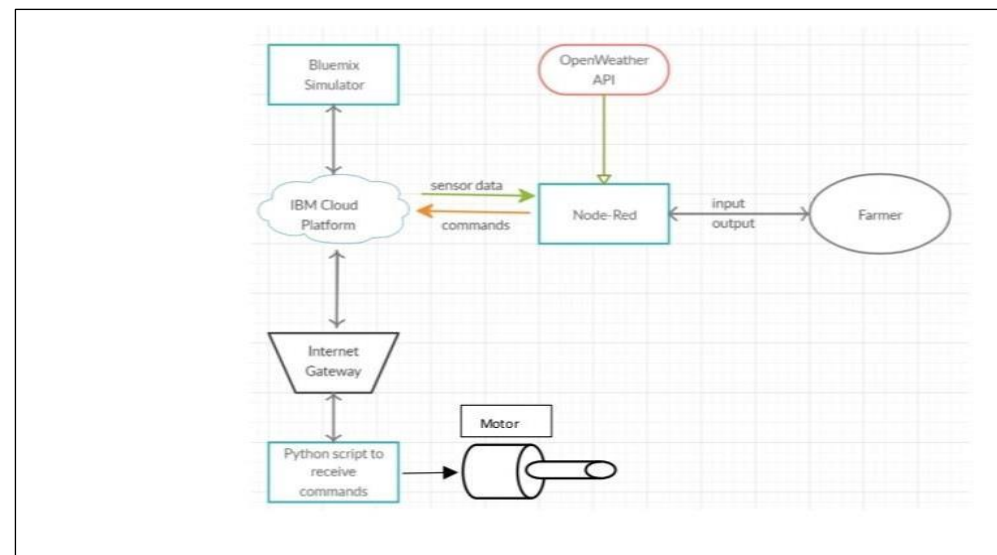 Bluemix
Simulator
OpenWeather
API
IBM Cloud
Platform
sensor data
commands
Node-Red
input
output
Farmer
Internet
Gateway
Motor
Python script to
receive
commands